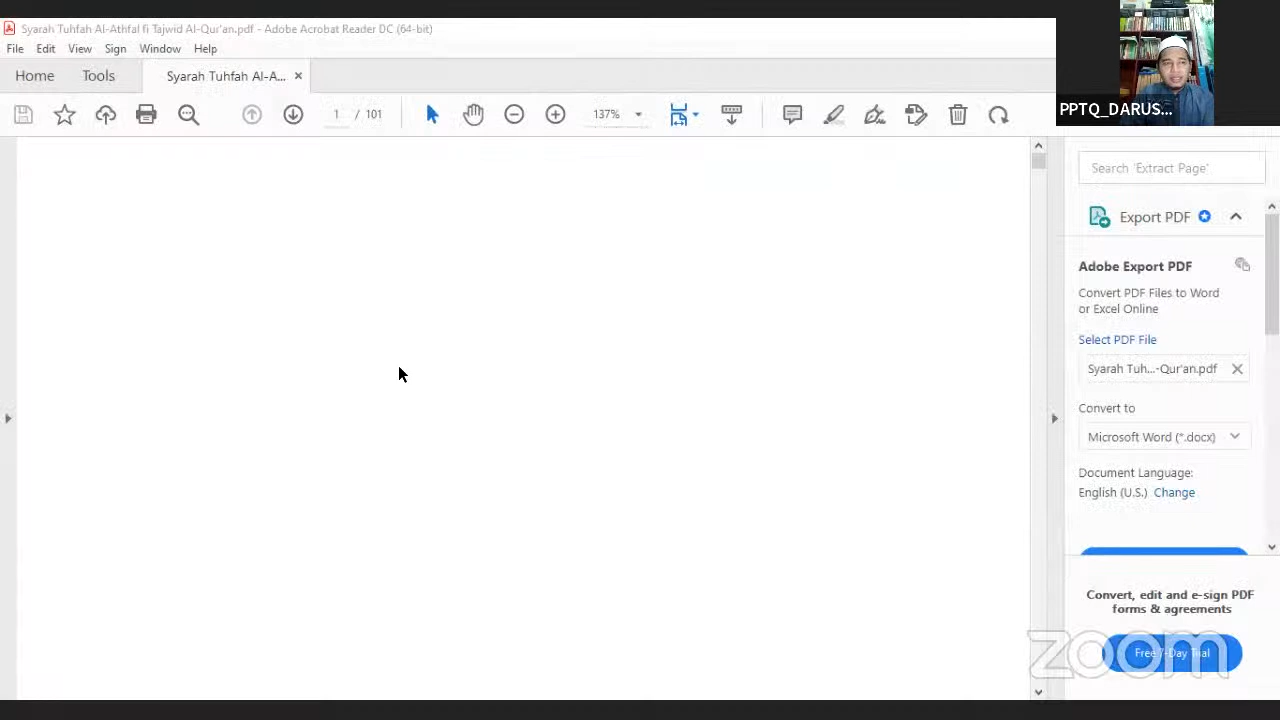 Syarah Tuhfah Al-Athfal fi Tajwid Al-Qur'an.pdf - Adobe Acrobat Reader DC (64-bit)
File Edit View Sign Window Help
Home Tools Syarah Tuhfah Al-A... ×
1 / 101 137%
PPTQ_DARUS...
Search 'Extract Page'
Export PDF
Adobe Export PDF
Convert PDF Files to Word
or Excel Online
Select PDF File
Syarah Tuh...-Qur'an.pdf
Convert to
Microsoft Word (*.docx)
Document Language:
English (U.S.) Change
Convert, edit and e-sign PDF
forms & agreements
Free 7-Day Trial
zoom